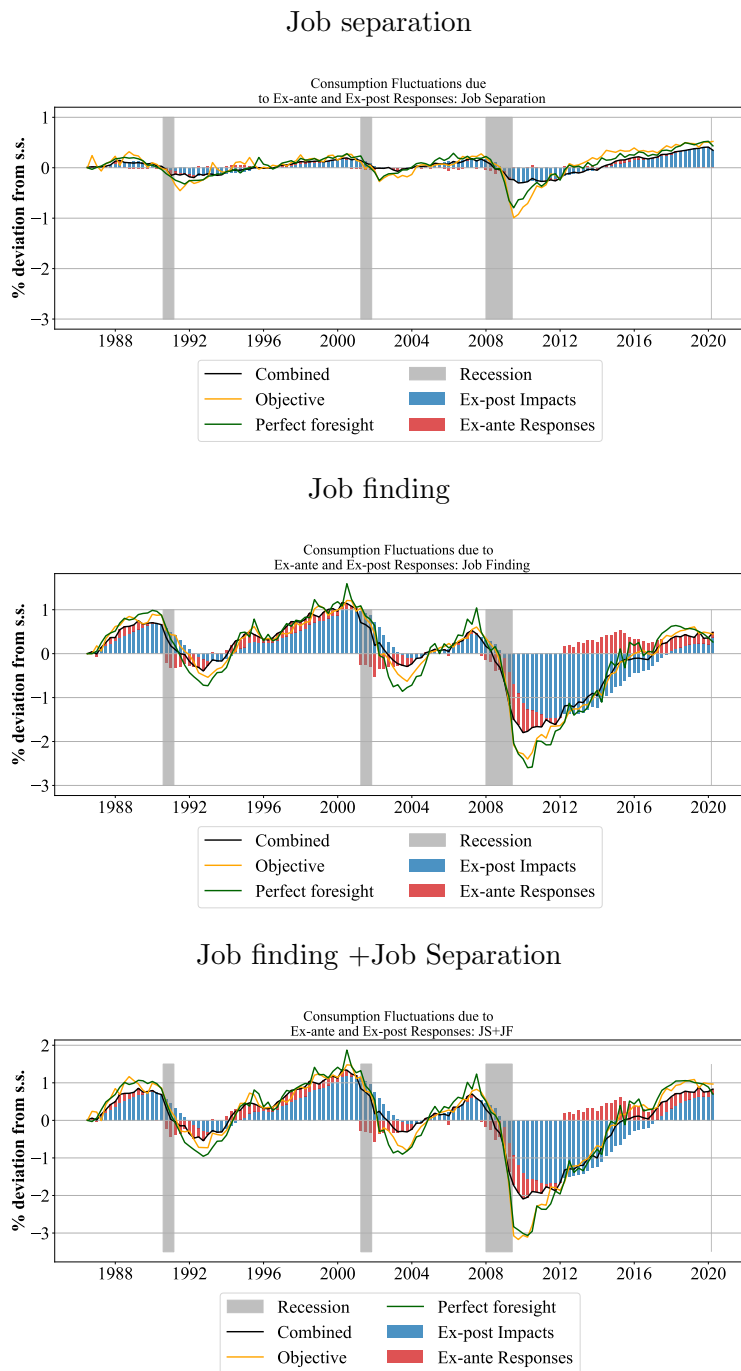 Job separation
Consumption Fluctuations due
to Ex-ante and Ex-post Responses: Job Separation
% deviation from s.s.
1
0
−1
−2
−3
1988 1992 1996 2000 2004 2008 2012 2016 2020
Combined Recession
Objective Ex-post Impacts
Perfect foresight Ex-ante Responses
Job finding
Consumption Fluctuations due to
Ex-ante and Ex-post Responses: Job Finding
% deviation from s.s.
1
0
−1
−2
−3
1988 1992 1996 2000 2004 2008 2012 2016 2020
Combined Recession
Objective Ex-post Impacts
Perfect foresight Ex-ante Responses
Job finding +Job Separation
Consumption Fluctuations due to
Ex-ante and Ex-post Responses: JS+JF
% deviation from s.s.
2
1
0
−1
−2
−3
1988 1992 1996 2000 2004 2008 2012 2016 2020
Recession Perfect foresight
Combined Ex-post Impacts
Objective Ex-ante Responses